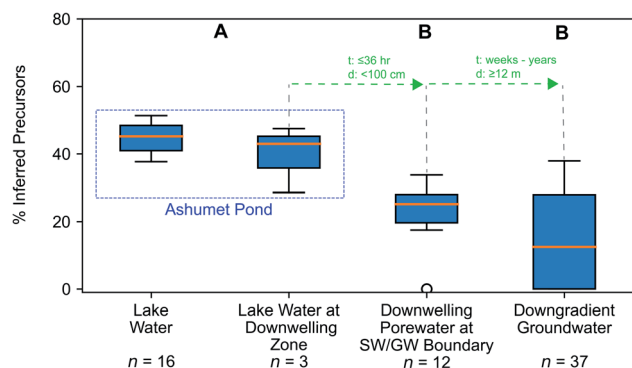 80
60
40
20
0
% Inferred Precursors
A
B
B
t: ≤36 hr
d: <100 cm
t: weeks - years
d: ≥12 m
Ashumet Pond
Lake
Water
n = 16
Lake Water at
Downwelling
Zone
n = 3
Downwelling
Porewater at
SW/GW Boundary
n = 12
Downgradient
Groundwater
n = 37